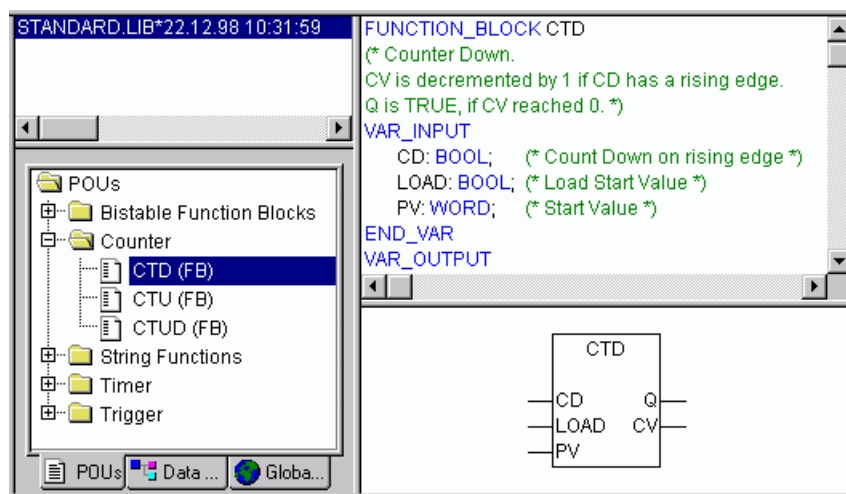 STANDARD.LIB*22.12.98 10:31:59
POUs
Bistable Function Blocks
Counter
CTD (FB)
CTU (FB)
CTUD (FB)
String Functions
Timer
Trigger
POUs Data ... Globa...
FUNCTION_BLOCK CTD
(* Counter Down.
CV is decremented by 1 if CD has a rising edge.
Q is TRUE, if CV reached 0. *)
VAR_INPUT
CD: BOOL; (* Count Down on rising edge *)
LOAD: BOOL; (* Load Start Value *)
PV: WORD; (* Start Value *)
END_VAR
VAR_OUTPUT
CTD
CD Q
LOAD CV
PV